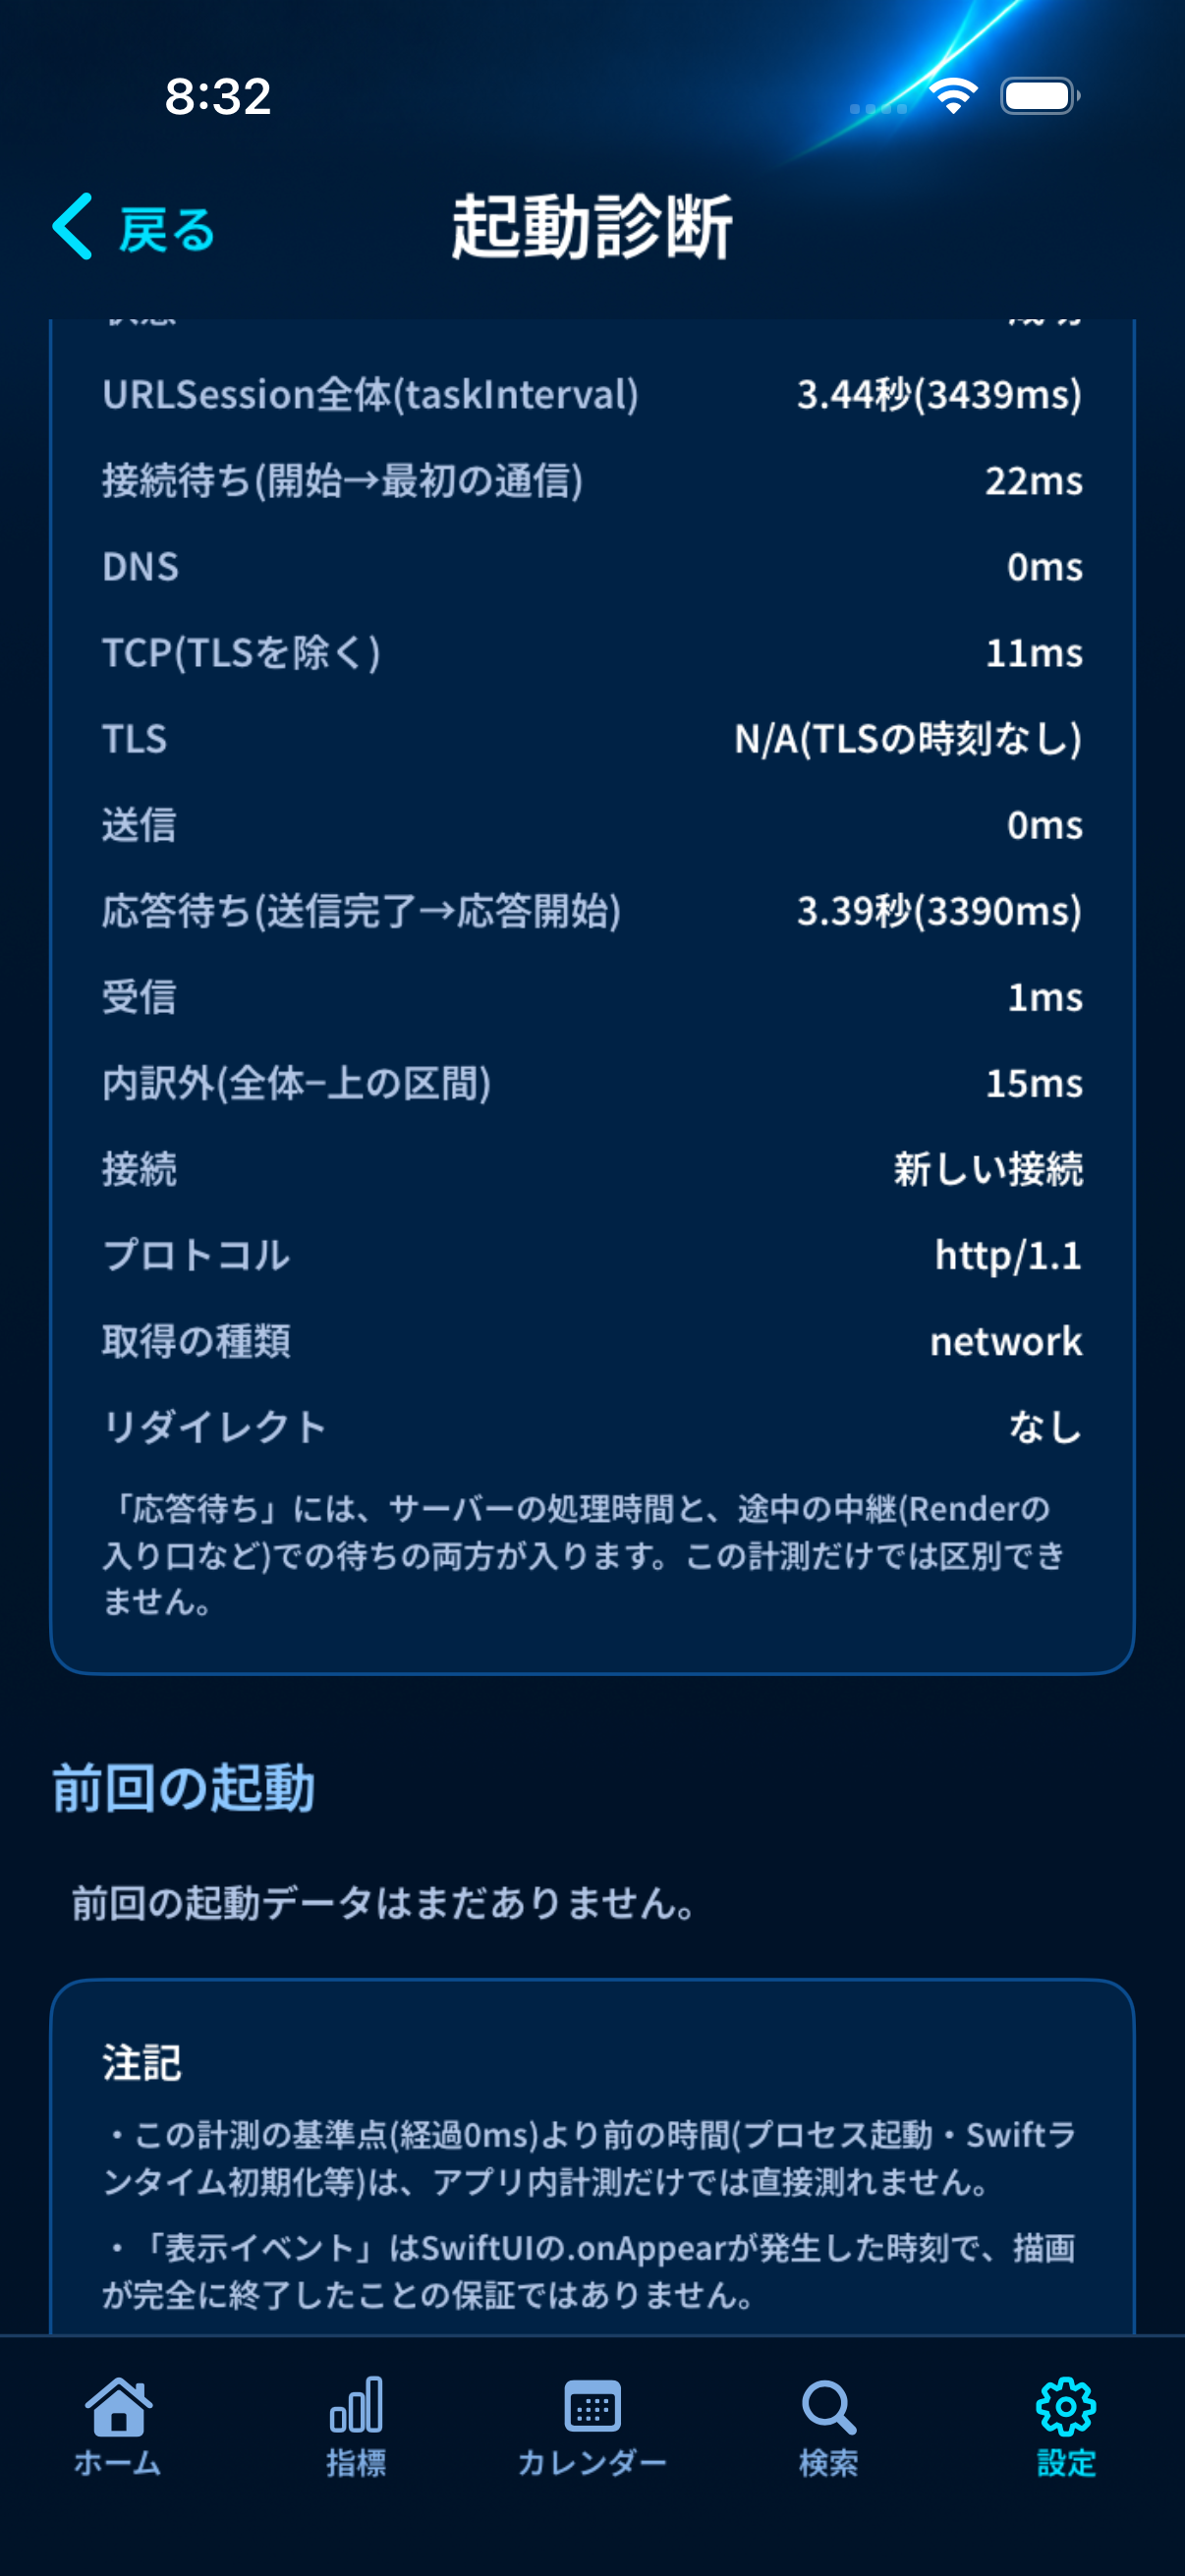 8:32
戻る
起動診断
URLSession全体(taskInterval) 3.44秒(3439ms)
接続待ち(開始→最初の通信) 22ms
DNS 0ms
TCP(TLSを除く) 11ms
TLS N/A(TLSの時刻なし)
送信 0ms
応答待ち(送信完了→応答開始) 3.39秒(3390ms)
受信 1ms
内訳外(全体−上の区間) 15ms
接続 新しい接続
プロトコル http/1.1
取得の種類 network
リダイレクト なし
「応答待ち」には、サーバーの処理時間と、途中の中継(Renderの
入り口など)での待ちの両方が入ります。この計測だけでは区別でき
ません。
前回の起動
前回の起動データはまだありません。
注記
・この計測の基準点(経過0ms)より前の時間(プロセス起動・Swiftラ
ンタイム初期化等)は、アプリ内計測だけでは直接測れません。
・「表示イベント」はSwiftUIの.onAppearが発生した時刻で、描画
が完全に終了したことの保証ではありません。
ホーム 指標 カレンダー 検索 設定